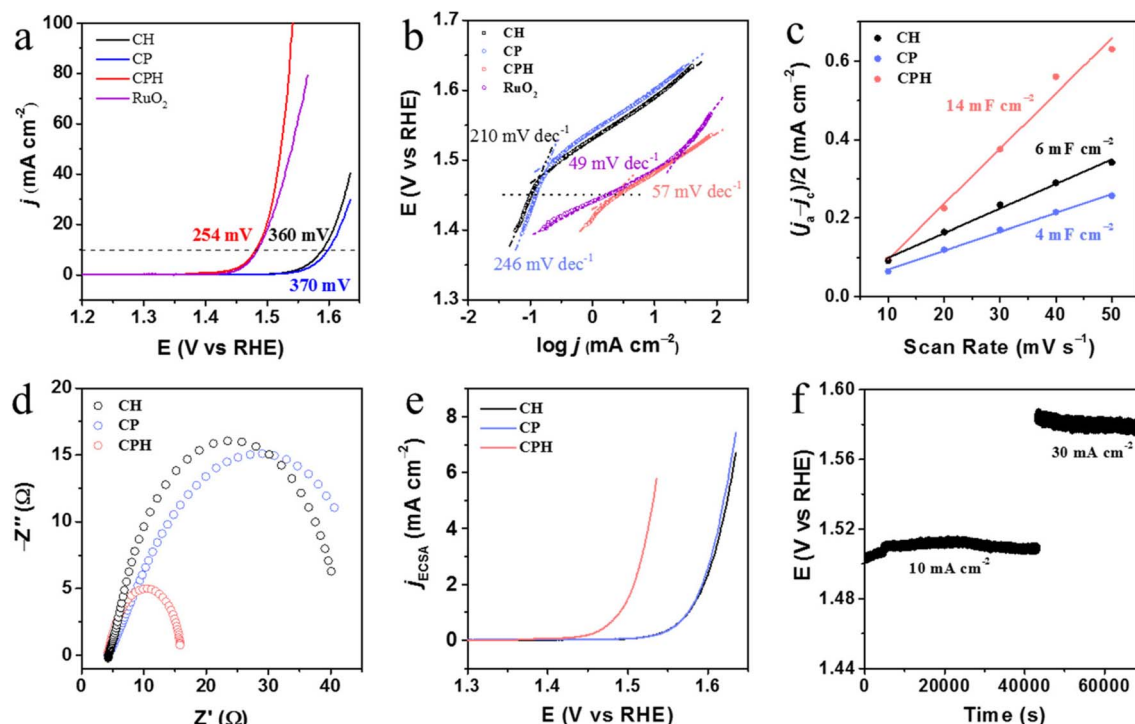 a
j (mA cm⁻²)
100
80
60
40
20
0
CH
CP
CPH
RuO₂
254 mV
360 mV
370 mV
1.2
1.3
1.4
1.5
1.6
E (V vs RHE)
b
E (V vs RHE)
1.7
1.6
1.5
1.4
1.3
CH
CP
CPH
RuO₂
210 mV dec⁻¹
49 mV dec⁻¹
57 mV dec⁻¹
246 mV dec⁻¹
-2
-1
0
1
2
log j (mA cm⁻²)
c
(jₐ–j꜀)/2 (mA cm⁻²)
0.6
0.3
0.0
CH
CP
CPH
14 mF cm⁻²
6 mF cm⁻²
4 mF cm⁻²
10
20
30
40
50
Scan Rate (mV s⁻¹)
d
-Z'' (Ω)
20
15
10
5
0
CH
CP
CPH
0
10
20
30
40
50
Z' (Ω)
e
j_ECSA (mA cm⁻²)
8
6
4
2
0
CH
CP
CPH
1.3
1.4
1.5
1.6
E (V vs RHE)
f
E (V vs RHE)
1.60
1.56
1.52
1.48
1.44
30 mA cm⁻²
10 mA cm⁻²
0
20000
40000
60000
Time (s)